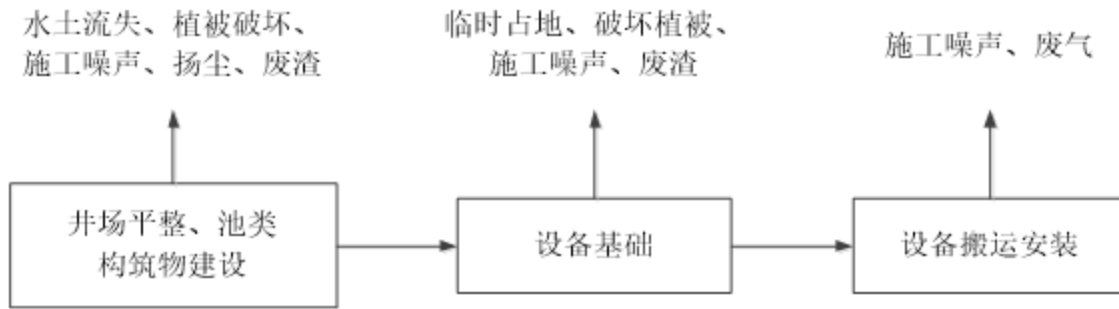 水土流失、植被破坏、
施工噪声、扬尘、废渣
临时占地、破坏植被、
施工噪声、废渣
施工噪声、废气
井场平整、池类
构筑物建设
设备基础
设备搬运安装